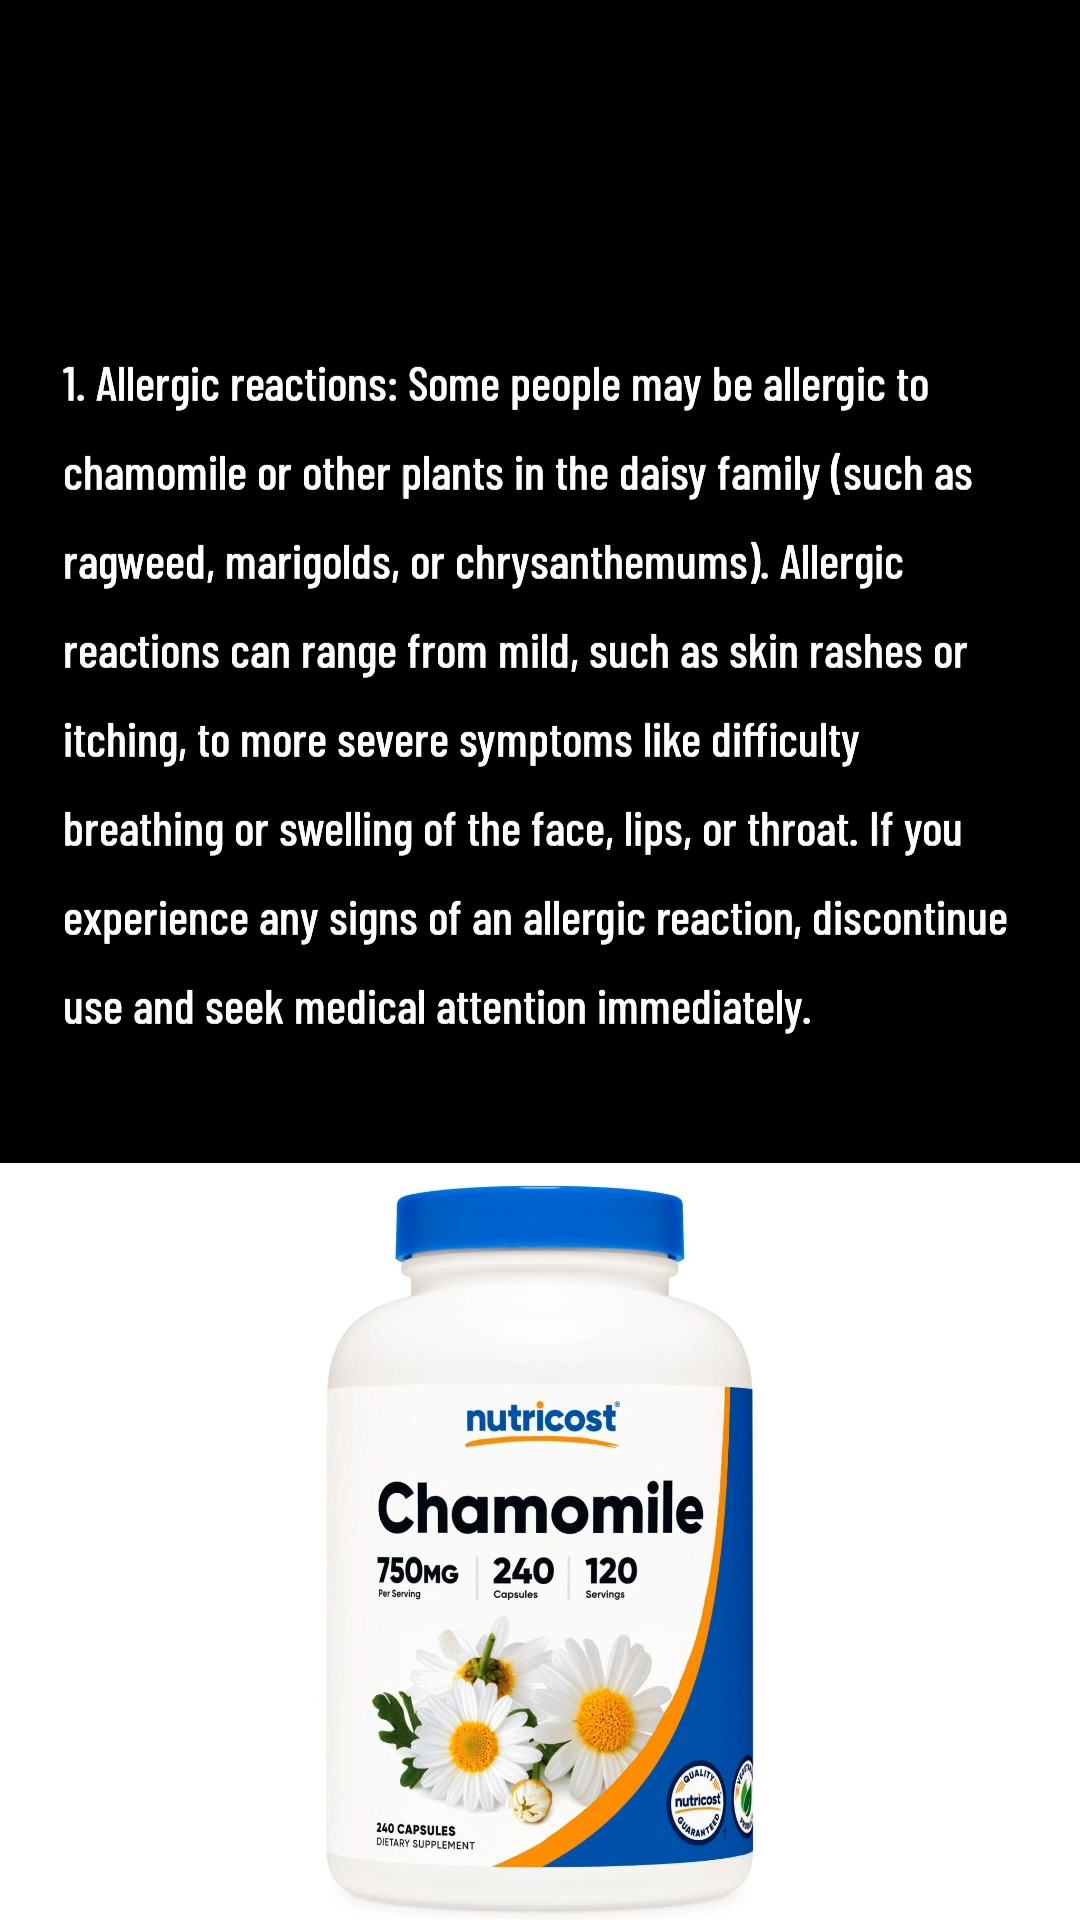 1. Allergic reactions: Some people may be allergic to
chamomile or other plants in the daisy family (such as
ragweed, marigolds, or chrysanthemums). Allergic
reactions can range from mild, such as skin rashes or
itching, to more severe symptoms like difficulty
breathing or swelling of the face, lips, or throat. If you
experience any signs of an allergic reaction, discontinue
use and seek medical attention immediately.
nutricost®
Chamomile
750MG 240 120
Per Serving Capsules Servings
QUALITY
nutricost
GUARANTEED
240 CAPSULES
DIETARY SUPPLEMENT